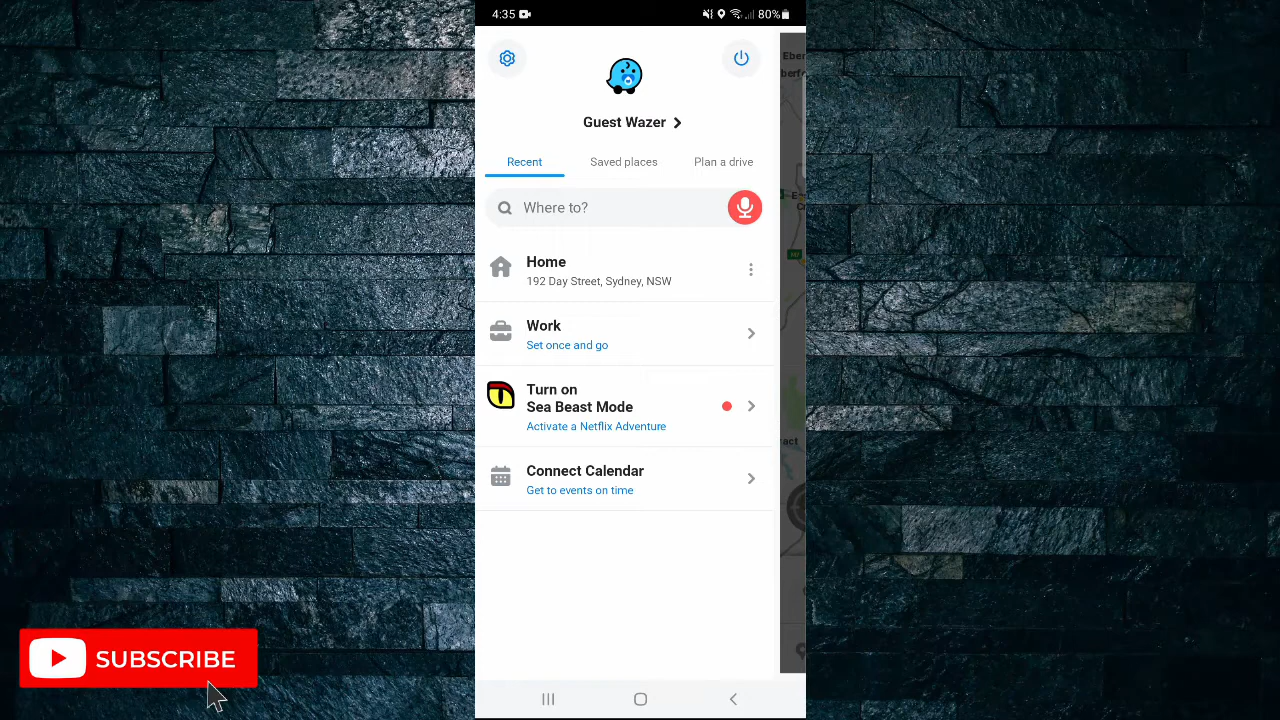 4:35
80%
Guest Wazer
Recent
Saved places
Plan a drive
Where to?
Home
192 Day Street, Sydney, NSW
Work
Set once and go
Turn on
Sea Beast Mode
Activate a Netflix Adventure
Connect Calendar
Get to events on time
SUBSCRIBE